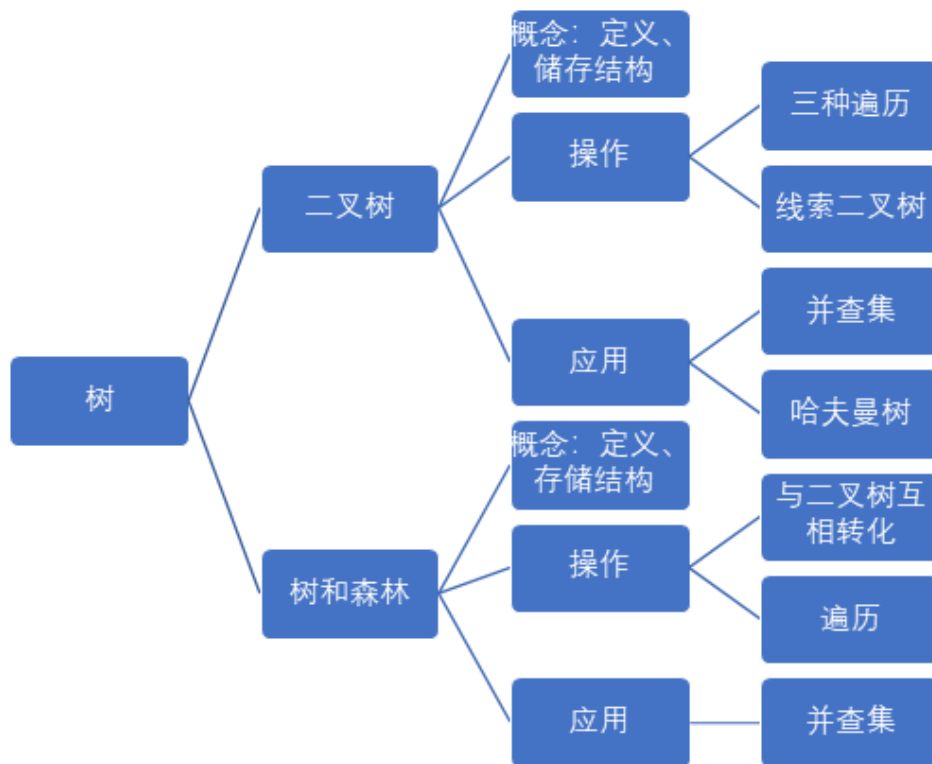 概念：定义、
储存结构
三种遍历
操作
二叉树
线索二叉树
并查集
应用
树
哈夫曼树
概念：定义、
存储结构
与二叉树互
相转化
操作
树和森林
遍历
应用
并查集